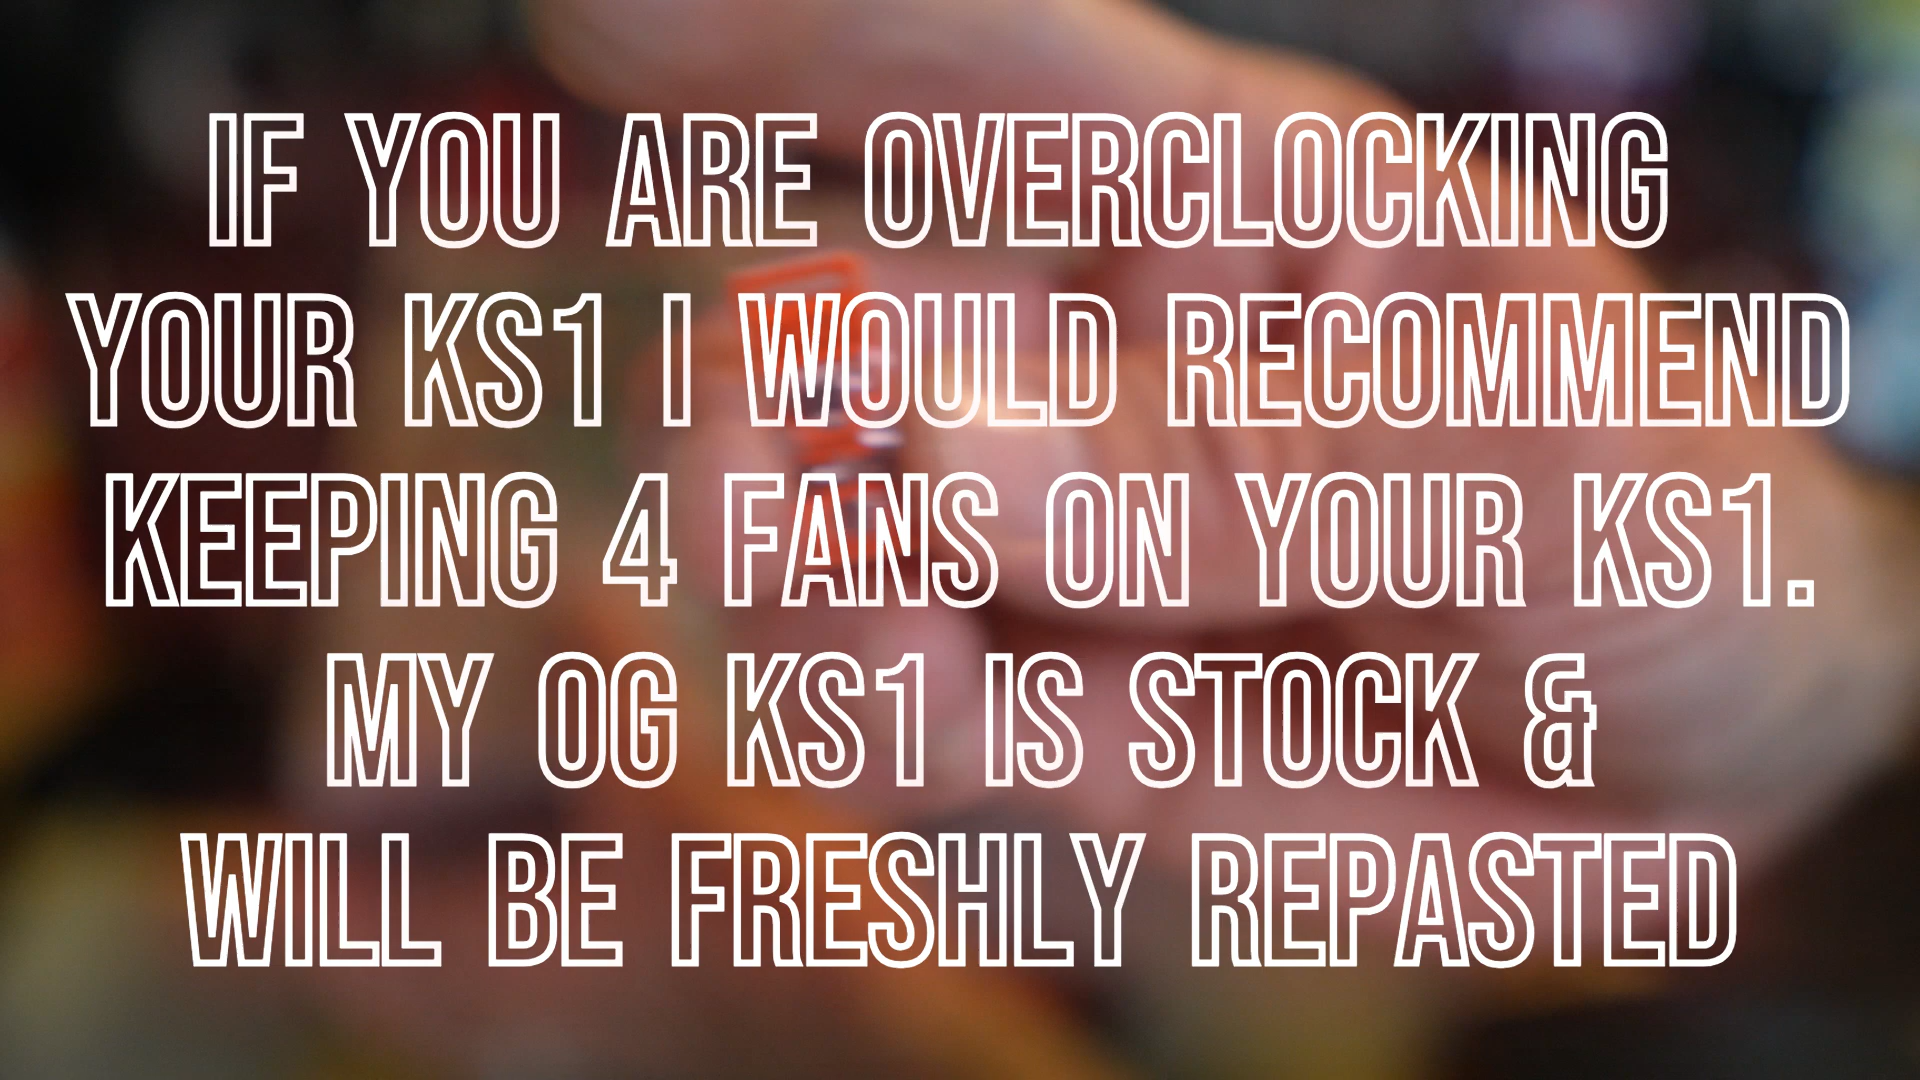 IF YOU ARE OVERCLOCKING
YOUR KS1 I WOULD RECOMMEND
KEEPING 4 FANS ON YOUR KS1.
MY OG KS1 IS STOCK &
WILL BE FRESHLY REPASTED